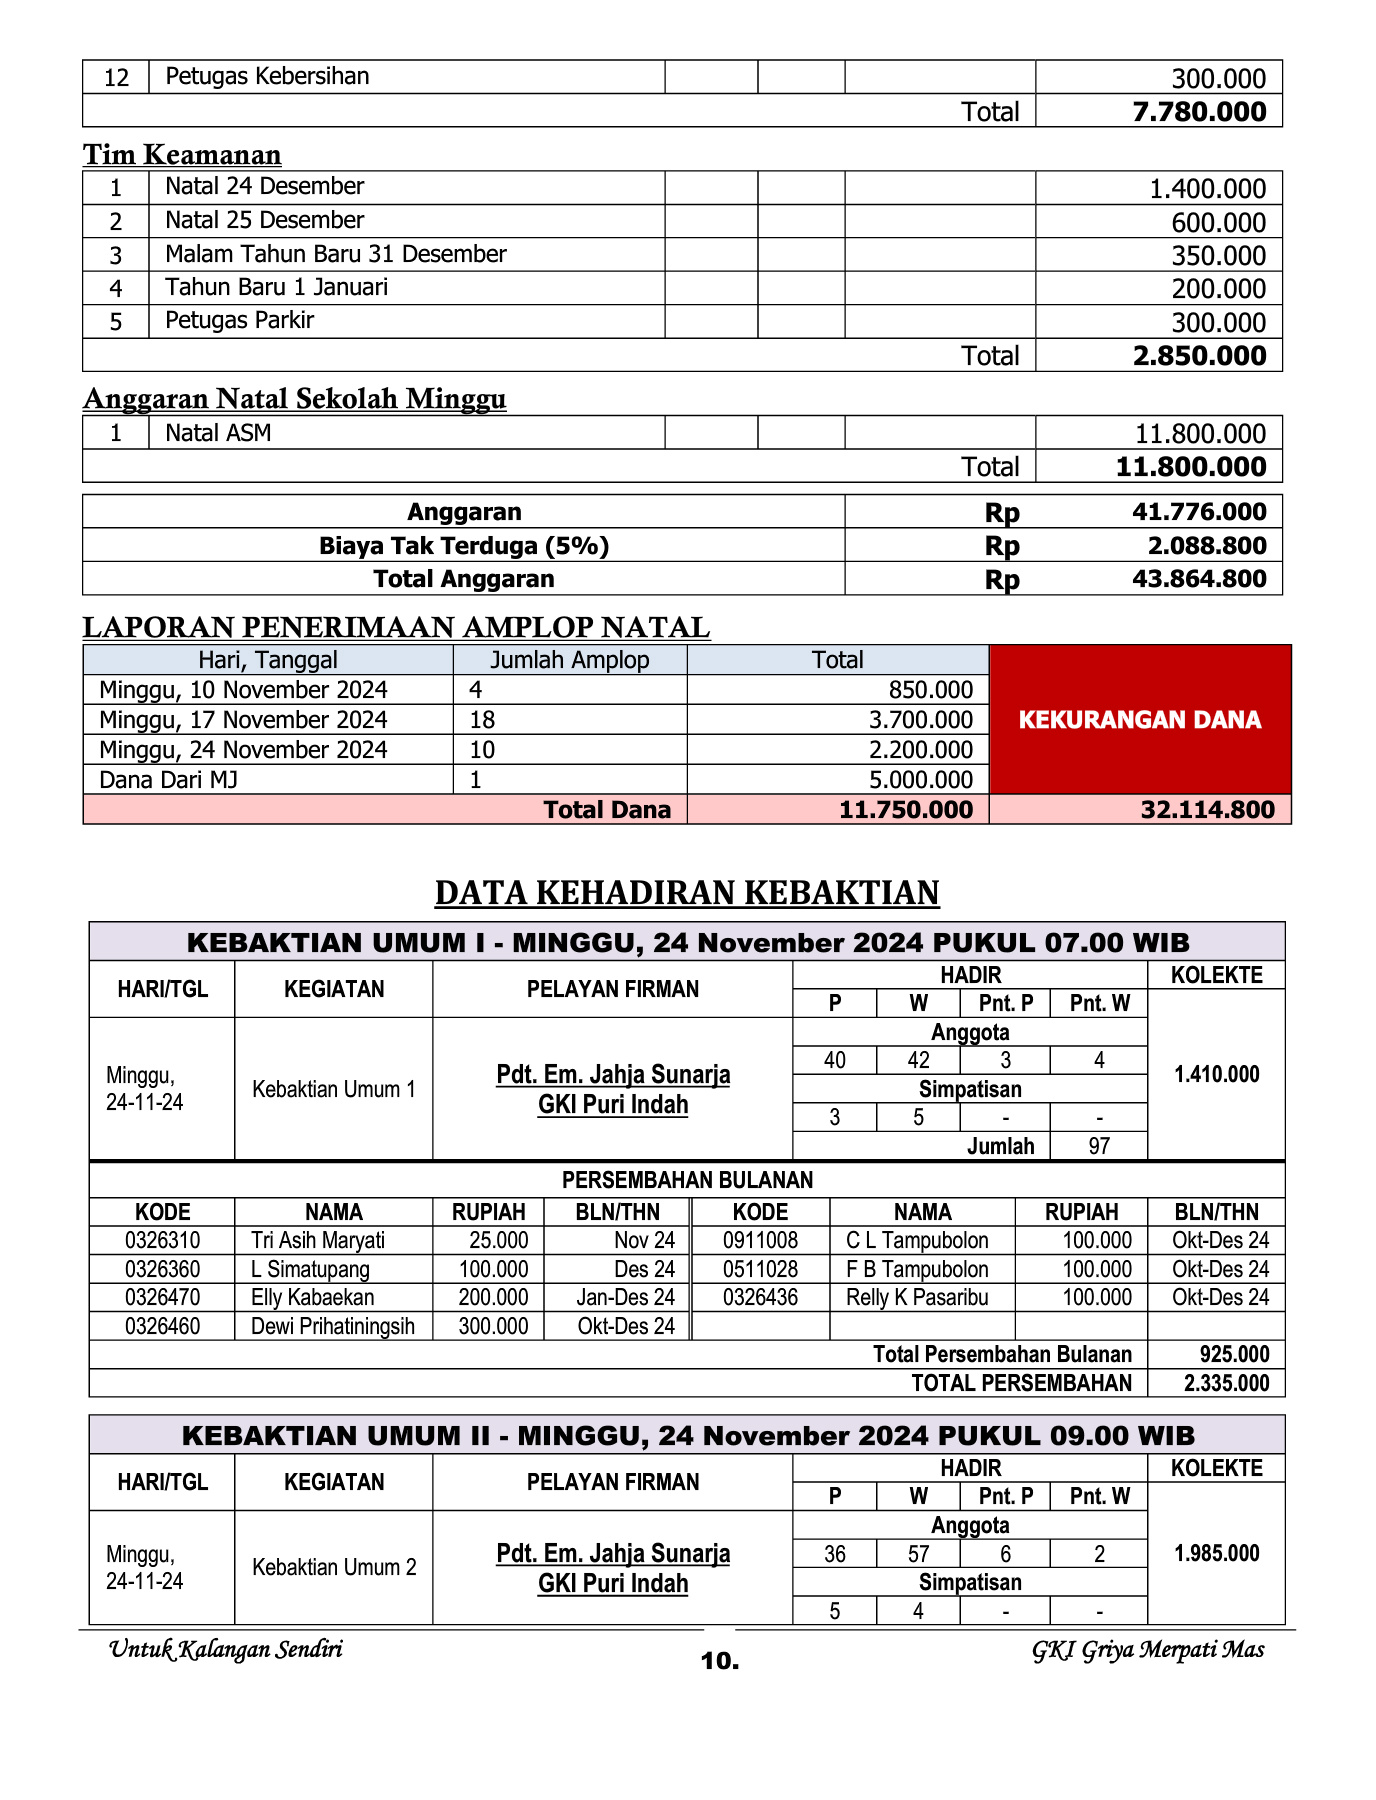 12 Petugas Kebersihan 300.000
Total 7.780.000
Tim Keamanan
1 Natal 24 Desember 1.400.000
2 Natal 25 Desember 600.000
3 Malam Tahun Baru 31 Desember 350.000
4 Tahun Baru 1 Januari 200.000
5 Petugas Parkir 300.000
Total 2.850.000
Anggaran Natal Sekolah Minggu
1 Natal ASM 11.800.000
Total 11.800.000
Anggaran Rp 41.776.000
Biaya Tak Terduga (5%) Rp 2.088.800
Total Anggaran Rp 43.864.800
LAPORAN PENERIMAAN AMPLOP NATAL
Hari, Tanggal Jumlah Amplop Total
Minggu, 10 November 2024 4 850.000
Minggu, 17 November 2024 18 3.700.000 KEKURANGAN DANA
Minggu, 24 November 2024 10 2.200.000
Dana Dari MJ 1 5.000.000
Total Dana 11.750.000 32.114.800
DATA KEHADIRAN KEBAKTIAN
KEBAKTIAN UMUM I - MINGGU, 24 November 2024 PUKUL 07.00 WIB
HARI/TGL KEGIATAN PELAYAN FIRMAN HADIR KOLEKTE
P W Pnt. P Pnt. W
Anggota
40 42 3 4
Minggu, 24-11-24 Kebaktian Umum 1 Pdt. Em. Jahja Sunarja GKI Puri Indah 1.410.000
Simpatisan
3 5 - -
Jumlah 97
PERSEMBAHAN BULANAN
KODE NAMA RUPIAH BLN/THN KODE NAMA RUPIAH BLN/THN
0326310 Tri Asih Maryati 25.000 Nov 24 0911008 C L Tampubolon 100.000 Okt-Des 24
0326360 L Simatupang 100.000 Des 24 0511028 F B Tampubolon 100.000 Okt-Des 24
0326470 Elly Kabaekan 200.000 Jan-Des 24 0326436 Relly K Pasaribu 100.000 Okt-Des 24
0326460 Dewi Prihatiningsih 300.000 Okt-Des 24
Total Persembahan Bulanan 925.000
TOTAL PERSEMBAHAN 2.335.000
KEBAKTIAN UMUM II - MINGGU, 24 November 2024 PUKUL 09.00 WIB
HARI/TGL KEGIATAN PELAYAN FIRMAN HADIR KOLEKTE
P W Pnt. P Pnt. W
Anggota
36 57 6 2
Minggu, 24-11-24 Kebaktian Umum 2 Pdt. Em. Jahja Sunarja GKI Puri Indah 1.985.000
Simpatisan
5 4 - -
Untuk Kalangan Sendiri 10. GKI Griya Merpati Mas